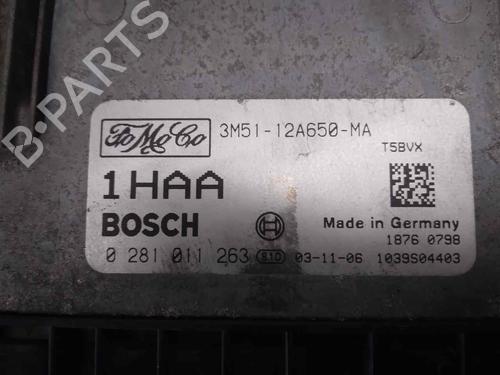 B-PARTS
FoMoCo
3M51-12A650-MA
T5BVX
1HAA
BOSCH
Made in Germany
1876 0798
0 281 011 263 S10 03-11-06 1039S04403